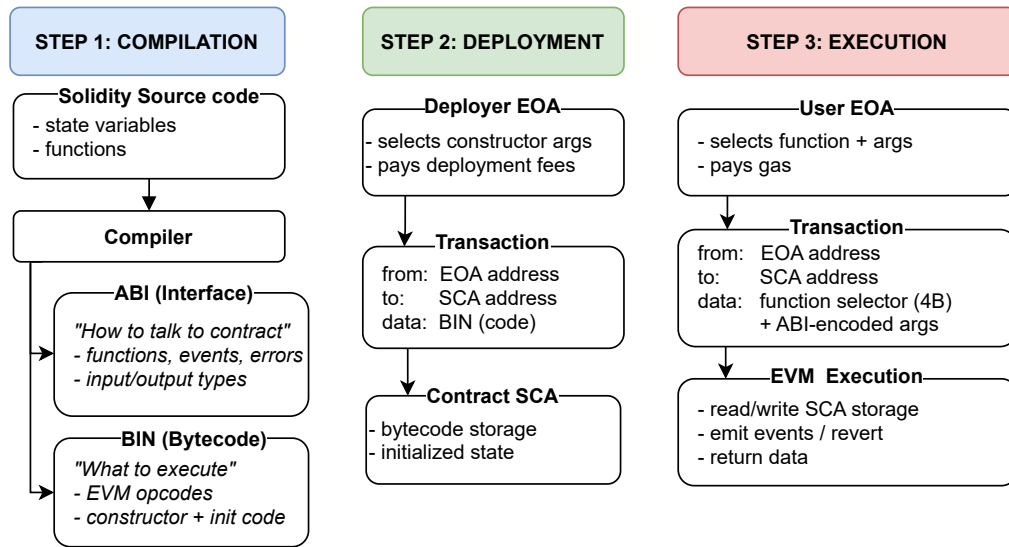 STEP 1: COMPILATION
Solidity Source code
- state variables
- functions
Compiler
ABI (Interface)
"How to talk to contract"
- functions, events, errors
- input/output types
BIN (Bytecode)
"What to execute"
- EVM opcodes
- constructor + init code
STEP 2: DEPLOYMENT
Deployer EOA
- selects constructor args
- pays deployment fees
Transaction
from: EOA address
to: SCA address
data: BIN (code)
Contract SCA
- bytecode storage
- initialized state
STEP 3: EXECUTION
User EOA
- selects function + args
- pays gas
Transaction
from: EOA address
to: SCA address
data: function selector (4B)
+ ABI-encoded args
EVM Execution
- read/write SCA storage
- emit events / revert
- return data